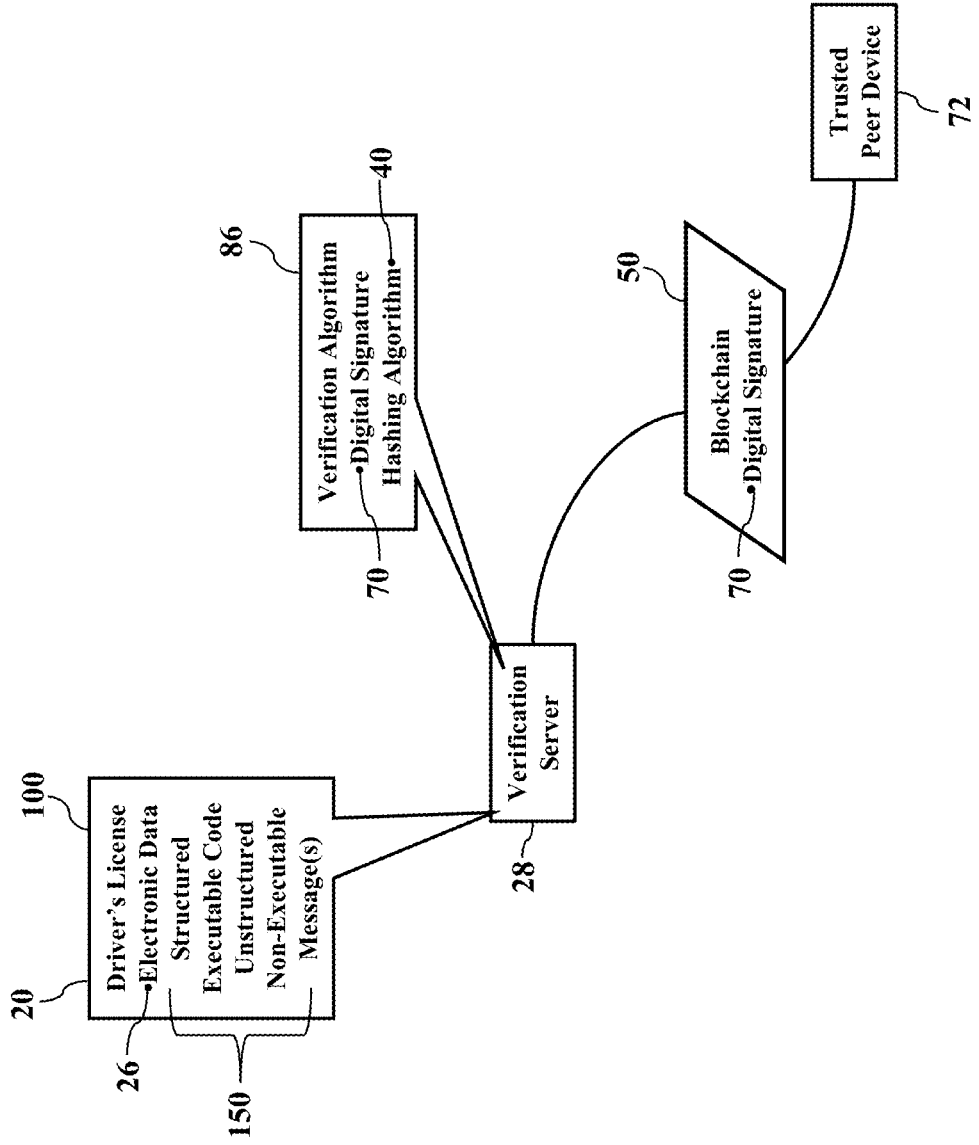 20
100
Driver's License
•Electronic Data
Structured
Executable Code
Unstructured
Non-Executable
Message(s)
26
150
Verification
Server
28
86
Verification Algorithm
•Digital Signature
Hashing Algorithm•
70
40
50
Blockchain
•Digital Signature
70
Trusted
Peer Device
72